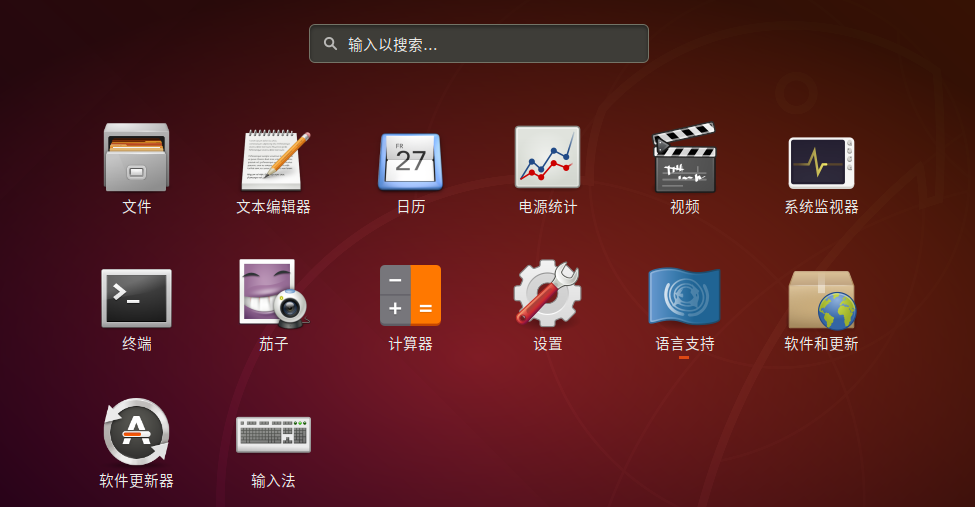 输入以搜索...
FR
27
文件
文本编辑器
日历
电源统计
视频
系统监视器
终端
茄子
计算器
设置
语言支持
软件和更新
软件更新器
输入法